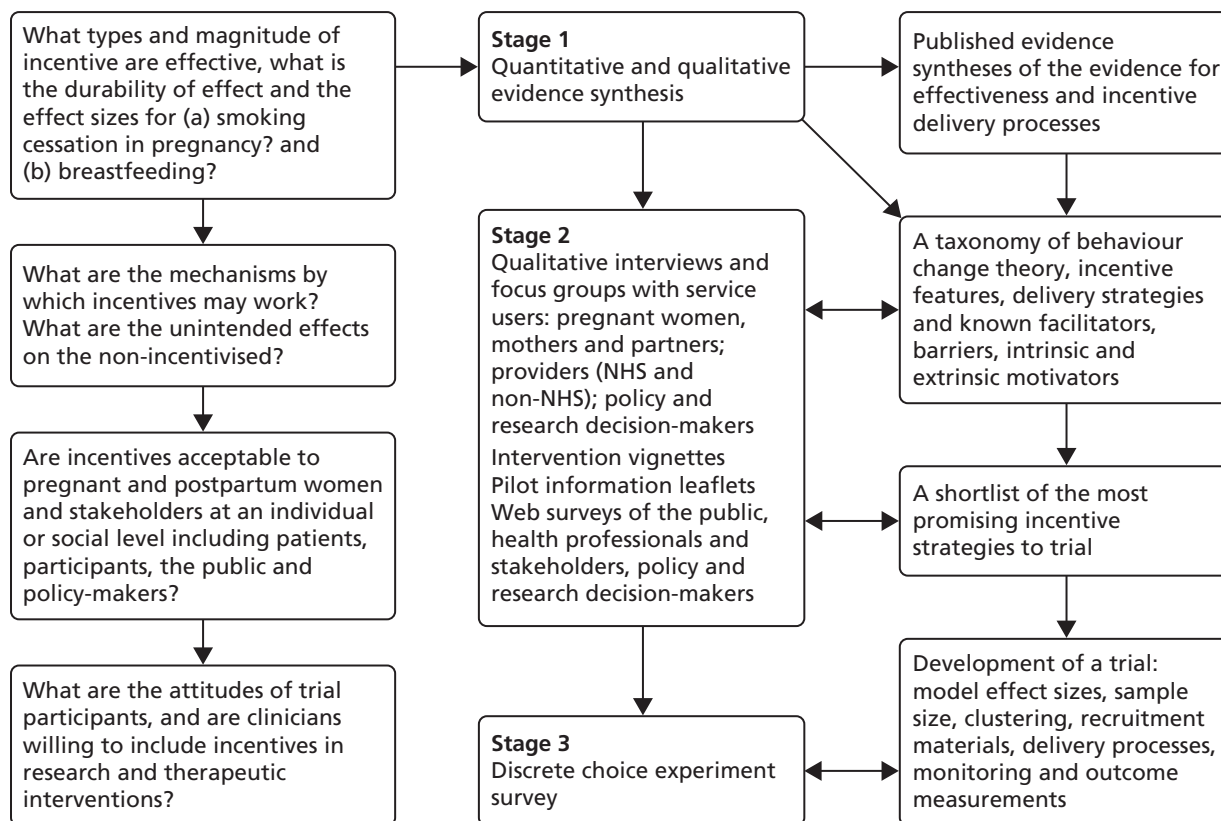 What types and magnitude of
incentive are effective, what is
the durability of effect and the
effect sizes for (a) smoking
cessation in pregnancy? and
(b) breastfeeding?
What are the mechanisms by
which incentives may work?
What are the unintended effects
on the non-incentivised?
Are incentives acceptable to
pregnant and postpartum women
and stakeholders at an individual
or social level including patients,
participants, the public and
policy-makers?
What are the attitudes of trial
participants, and are clinicians
willing to include incentives in
research and therapeutic
interventions?
Stage 1
Quantitative and qualitative
evidence synthesis
Stage 2
Qualitative interviews and
focus groups with service
users: pregnant women,
mothers and partners;
providers (NHS and
non-NHS); policy and
research decision-makers
Intervention vignettes
Pilot information leaflets
Web surveys of the public,
health professionals and
stakeholders, policy and
research decision-makers
Stage 3
Discrete choice experiment
survey
Published evidence
syntheses of the evidence for
effectiveness and incentive
delivery processes
A taxonomy of behaviour
change theory, incentive
features, delivery strategies
and known facilitators,
barriers, intrinsic and
extrinsic motivators
A shortlist of the most
promising incentive
strategies to trial
Development of a trial:
model effect sizes, sample
size, clustering, recruitment
materials, delivery processes,
monitoring and outcome
measurements